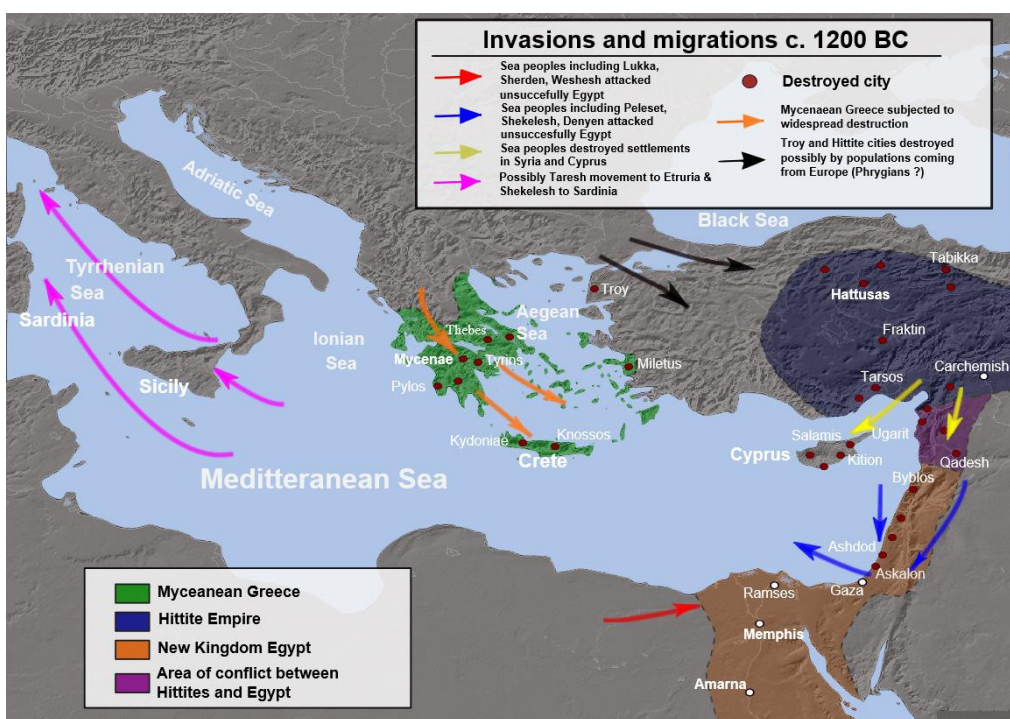 Invasions and migrations c. 1200 BC
Sea peoples including Lukka,
Sherden, Weshesh attacked
unsuccefully Egypt
Sea peoples including Peleset,
Shekelesh, Denyen attacked
unsuccesfully Egypt
Sea peoples destroyed settlements
in Syria and Cyprus
Possibly Taresh movement to Etruria &
Shekelesh to Sardinia
Destroyed city
Mycenaean Greece subjected to
widespread destruction
Troy and Hittite cities destroyed
possibly by populations coming
from Europe (Phrygians ?)
Adriatic Sea
Black Sea
Tyrrhenian
Sea
Sardinia
Ionian
Sea
Sicily
Aegean
Sea
Troy
Thebes
Mycenae
Tyrins
Pylos
Miletus
Kydoniae
Knossos
Crete
Tabikka
Hattusas
Fraktin
Carchemish
Tarsos
Salamis
Ugarit
Cyprus
Kition
Qadesh
Byblos
Meditteranean Sea
Ashdod
Askalon
Gaza
Ramses
Memphis
Amarna
Myceanean Greece
Hittite Empire
New Kingdom Egypt
Area of conflict between
Hittites and Egypt